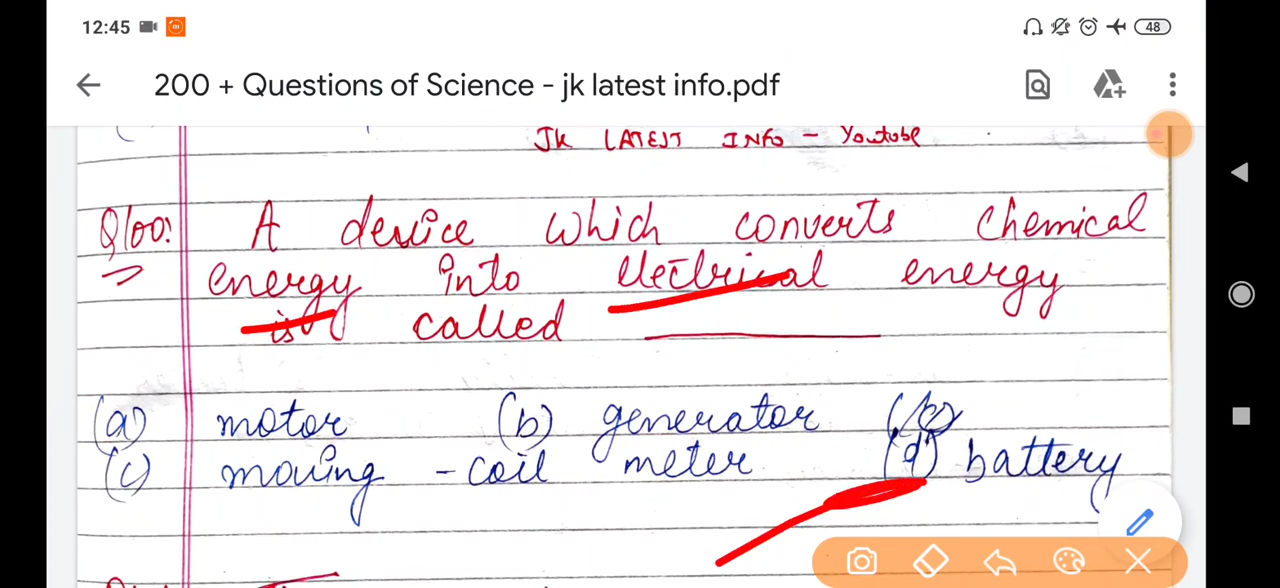 12:45
48
200 + Questions of Science - jk latest info.pdf
JK LATEST INFO - Youtube
Q100: A device which converts chemical
energy into electrical energy
is called
(a) motor (b) generator
(c) moving - coil meter (d) battery